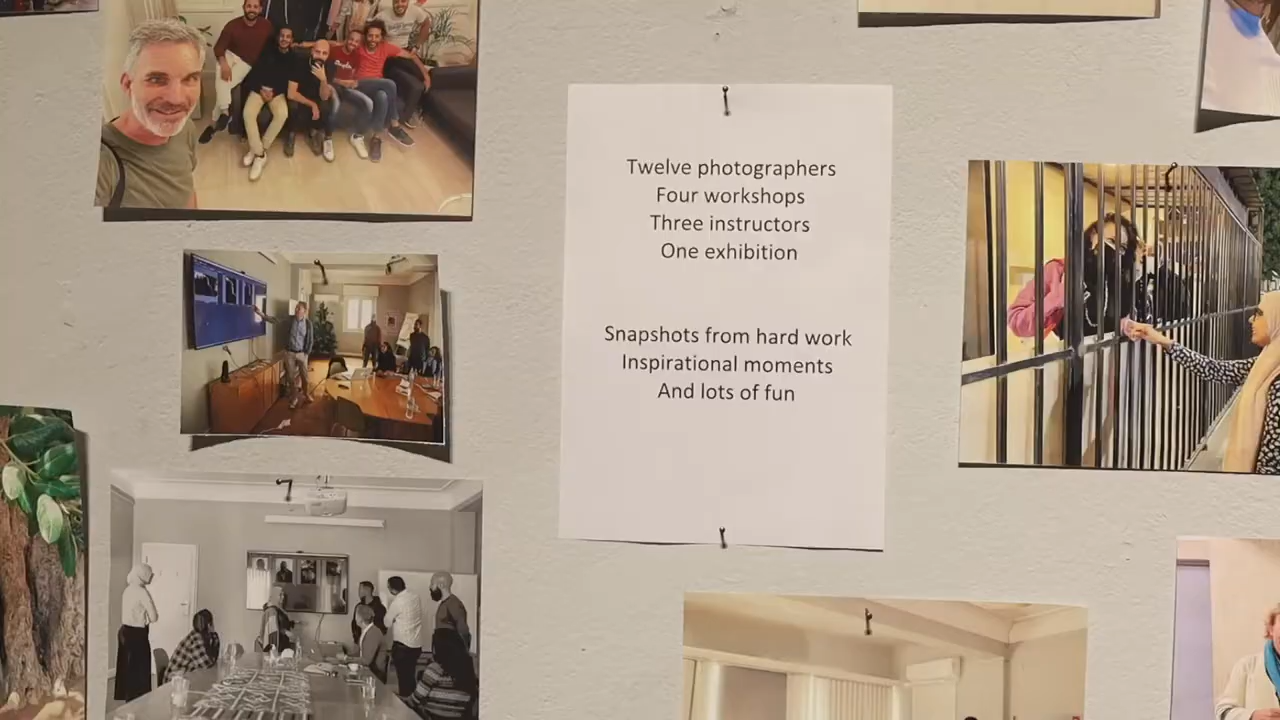 Twelve photographers
Four workshops
Three instructors
One exhibition
Snapshots from hard work
Inspirational moments
And lots of fun